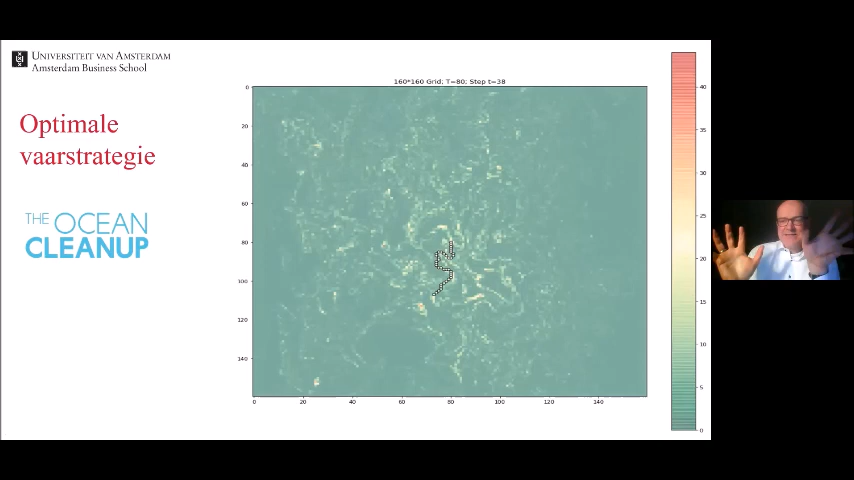 UNIVERSITEIT VAN AMSTERDAM
Amsterdam Business School
Optimale
vaarstrategie
THE OCEAN
CLEANUP
160*160 Grid; T=80; Step t=38
0
20
40
60
80
100
120
140
0 20 40 60 80 100 120 140
40
35
30
25
20
15
10
5
0